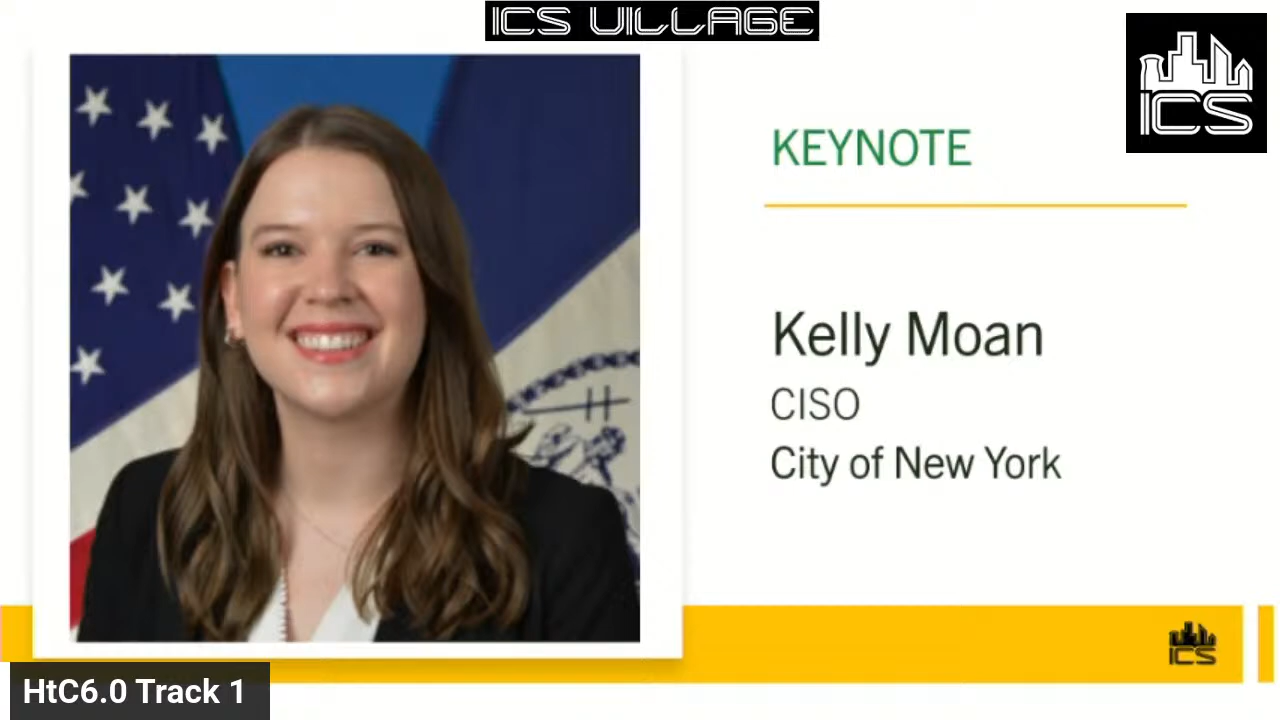 ICS VILLAGE
ICS
KEYNOTE
Kelly Moan
CISO
City of New York
ICS
HtC6.0 Track 1